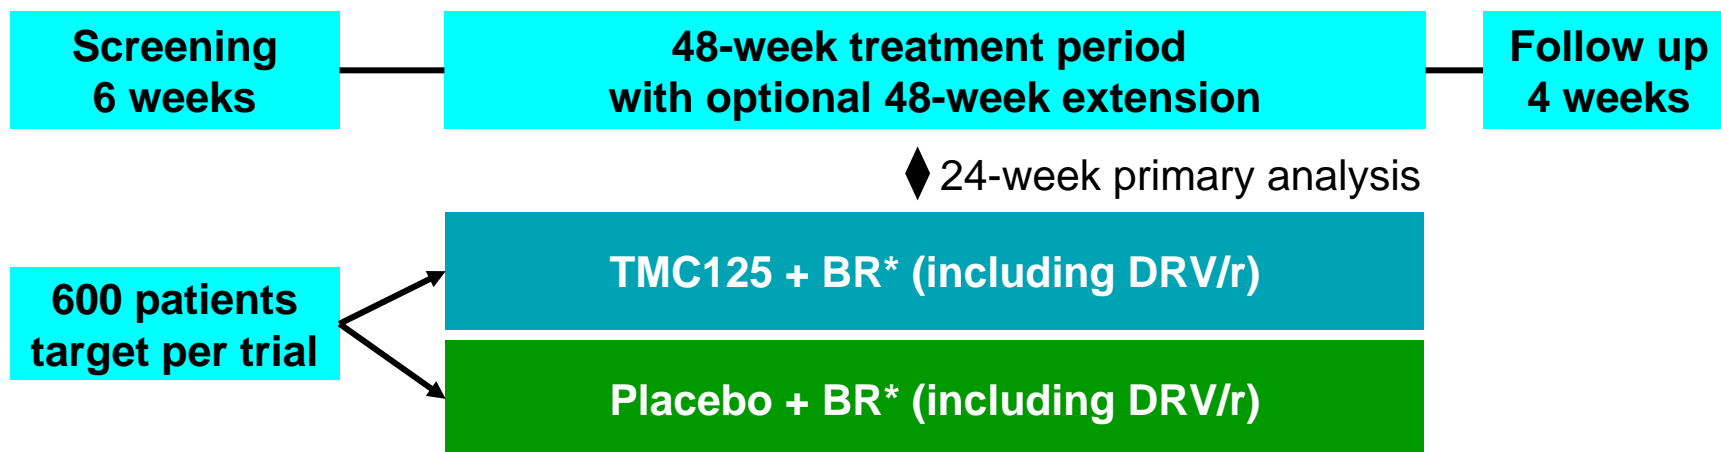 Screening
6 weeks
48-week treatment period
with optional 48-week extension
Follow up
4 weeks
24-week primary analysis
600 patients
target per trial
TMC125 + BR* (including DRV/r)
Placebo + BR* (including DRV/r)